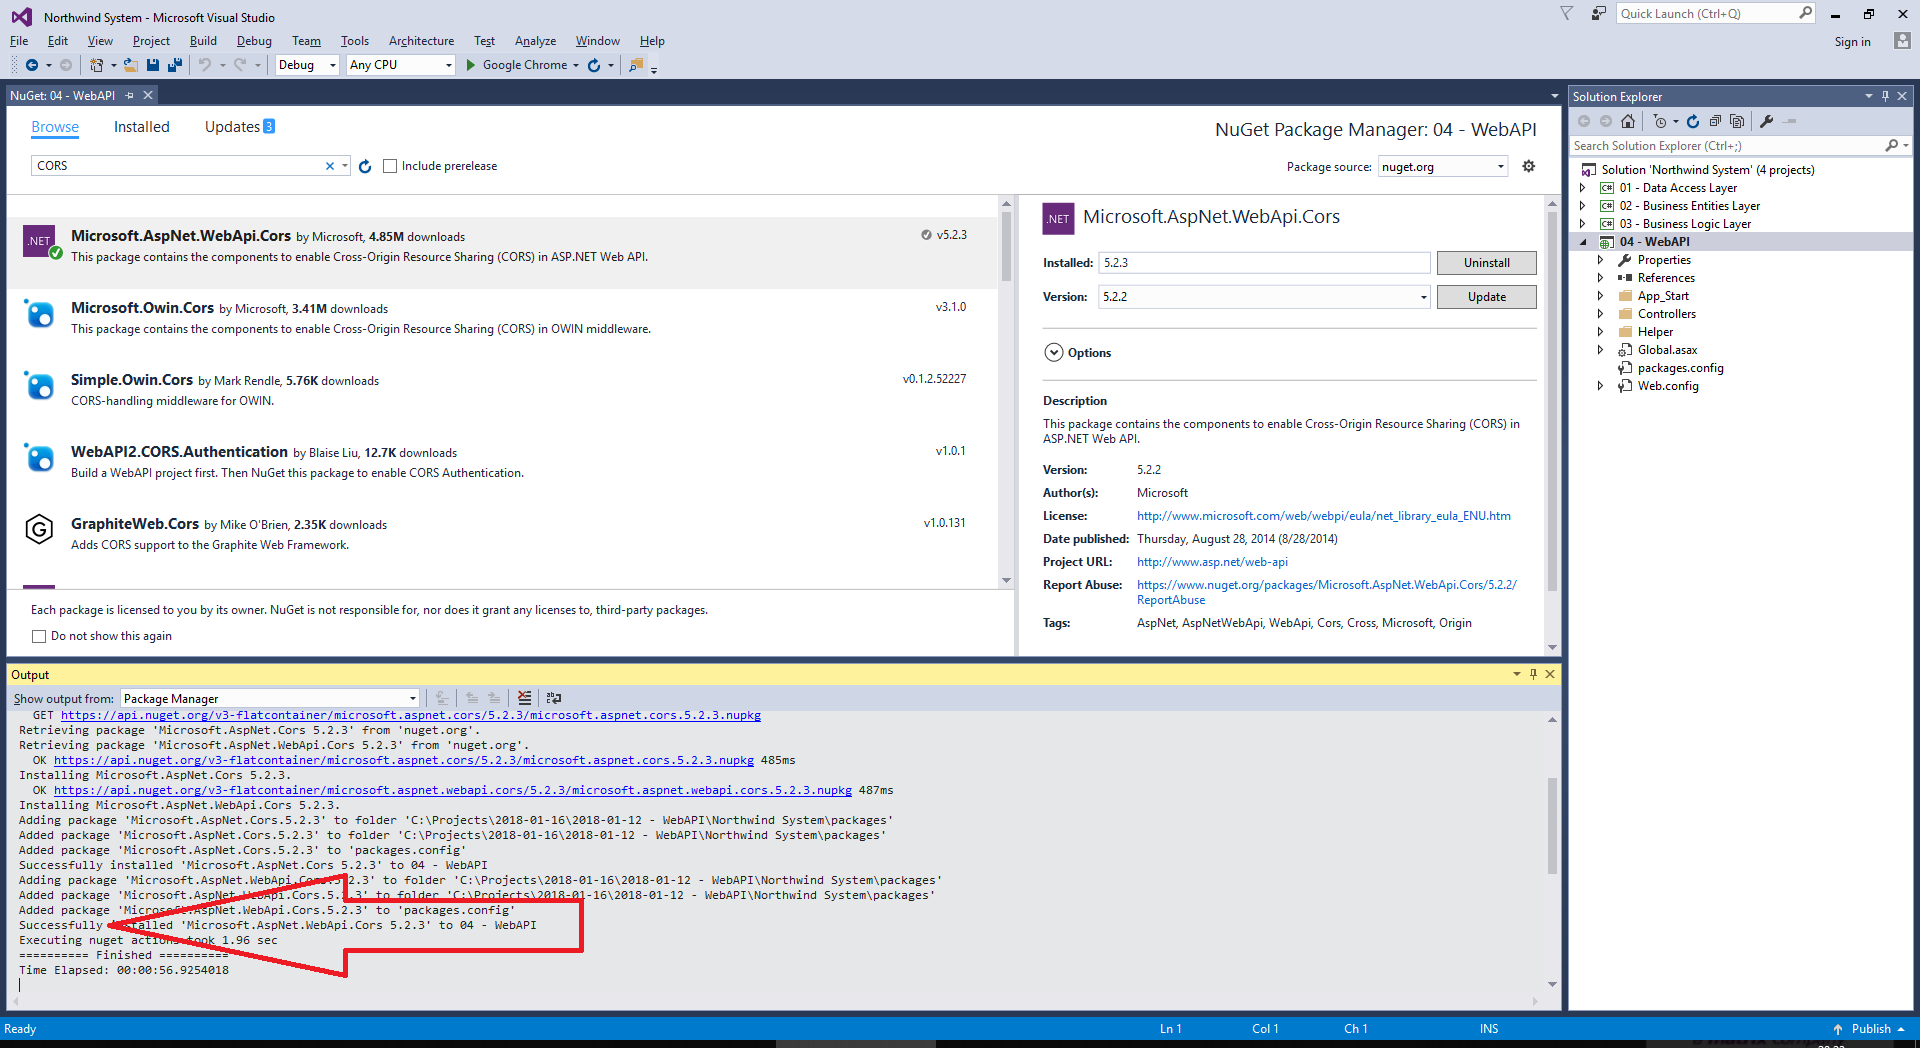 Northwind System - Microsoft Visual Studio
Quick Launch (Ctrl+Q)
File Edit View Project Build Debug Team Tools Architecture Test Analyze Window Help
Sign in
Debug Any CPU Google Chrome
NuGet: 04 - WebAPI
Browse Installed Updates 3
NuGet Package Manager: 04 - WebAPI
CORS Include prerelease
Package source: nuget.org
.NET
Microsoft.AspNet.WebApi.Cors by Microsoft, 4.85M downloads v5.2.3
This package contains the components to enable Cross-Origin Resource Sharing (CORS) in ASP.NET Web API.
Microsoft.Owin.Cors by Microsoft, 3.41M downloads v3.1.0
This package contains the components to enable Cross-Origin Resource Sharing (CORS) in OWIN middleware.
Simple.Owin.Cors by Mark Rendle, 5.76K downloads v0.1.2.52227
CORS-handling middleware for OWIN.
WebAPI2.CORS.Authentication by Blaise Liu, 12.7K downloads v1.0.1
Build a WebAPI project first. Then NuGet this package to enable CORS Authentication.
G
GraphiteWeb.Cors by Mike O'Brien, 2.35K downloads v1.0.131
Adds CORS support to the Graphite Web Framework.
Each package is licensed to you by its owner. NuGet is not responsible for, nor does it grant any licenses to, third-party packages.
Do not show this again
.NET Microsoft.AspNet.WebApi.Cors
Installed: 5.2.3 Uninstall
Version: 5.2.2 Update
Options
Description
This package contains the components to enable Cross-Origin Resource Sharing (CORS) in
ASP.NET Web API.
Version: 5.2.2
Author(s): Microsoft
License: http://www.microsoft.com/web/webpi/eula/net_library_eula_ENU.htm
Date published: Thursday, August 28, 2014 (8/28/2014)
Project URL: http://www.asp.net/web-api
Report Abuse: https://www.nuget.org/packages/Microsoft.AspNet.WebApi.Cors/5.2.2/
ReportAbuse
Tags: AspNet, AspNetWebApi, WebApi, Cors, Cross, Microsoft, Origin
Solution Explorer
Search Solution Explorer (Ctrl+;)
Solution 'Northwind System' (4 projects)
C# 01 - Data Access Layer
C# 02 - Business Entities Layer
C# 03 - Business Logic Layer
04 - WebAPI
Properties
References
App_Start
Controllers
Helper
Global.asax
packages.config
Web.config
Output
Show output from: Package Manager
GET https://api.nuget.org/v3-flatcontainer/microsoft.aspnet.cors/5.2.3/microsoft.aspnet.cors.5.2.3.nupkg
Retrieving package 'Microsoft.AspNet.Cors 5.2.3' from 'nuget.org'.
Retrieving package 'Microsoft.AspNet.WebApi.Cors 5.2.3' from 'nuget.org'.
OK https://api.nuget.org/v3-flatcontainer/microsoft.aspnet.cors/5.2.3/microsoft.aspnet.cors.5.2.3.nupkg 485ms
Installing Microsoft.AspNet.Cors 5.2.3.
OK https://api.nuget.org/v3-flatcontainer/microsoft.aspnet.webapi.cors/5.2.3/microsoft.aspnet.webapi.cors.5.2.3.nupkg 487ms
Installing Microsoft.AspNet.WebApi.Cors 5.2.3.
Adding package 'Microsoft.AspNet.Cors.5.2.3' to folder 'C:\Projects\2018-01-16\2018-01-12 - WebAPI\Northwind System\packages'
Added package 'Microsoft.AspNet.Cors.5.2.3' to folder 'C:\Projects\2018-01-16\2018-01-12 - WebAPI\Northwind System\packages'
Added package 'Microsoft.AspNet.Cors.5.2.3' to 'packages.config'
Successfully installed 'Microsoft.AspNet.Cors 5.2.3' to 04 - WebAPI
Adding package 'Microsoft.AspNet.WebApi.Cors.5.2.3' to folder 'C:\Projects\2018-01-16\2018-01-12 - WebAPI\Northwind System\packages'
Added package 'Microsoft.AspNet.WebApi.Cors.5.2.3' to folder 'C:\Projects\2018-01-16\2018-01-12 - WebAPI\Northwind System\packages'
Added package 'Microsoft.AspNet.WebApi.Cors.5.2.3' to 'packages.config'
Successfully installed 'Microsoft.AspNet.WebApi.Cors 5.2.3' to 04 - WebAPI
Executing nuget actions took 1.96 sec
========== Finished ==========
Time Elapsed: 00:00:56.9254018
Ready Ln 1 Col 1 Ch 1 INS Publish